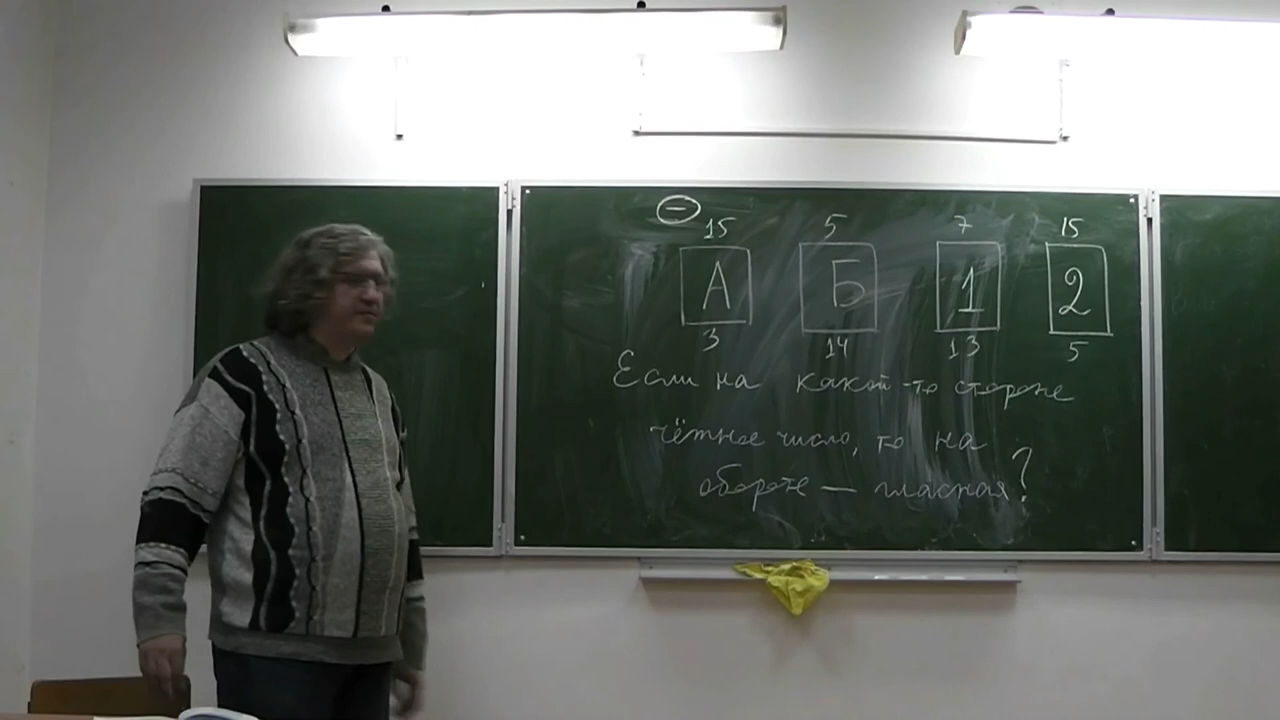 −
15 5 7 15
А Б 1 2
3 14 13 5
Если на какой-то стороне
чётное число, то на
обороте — гласная?